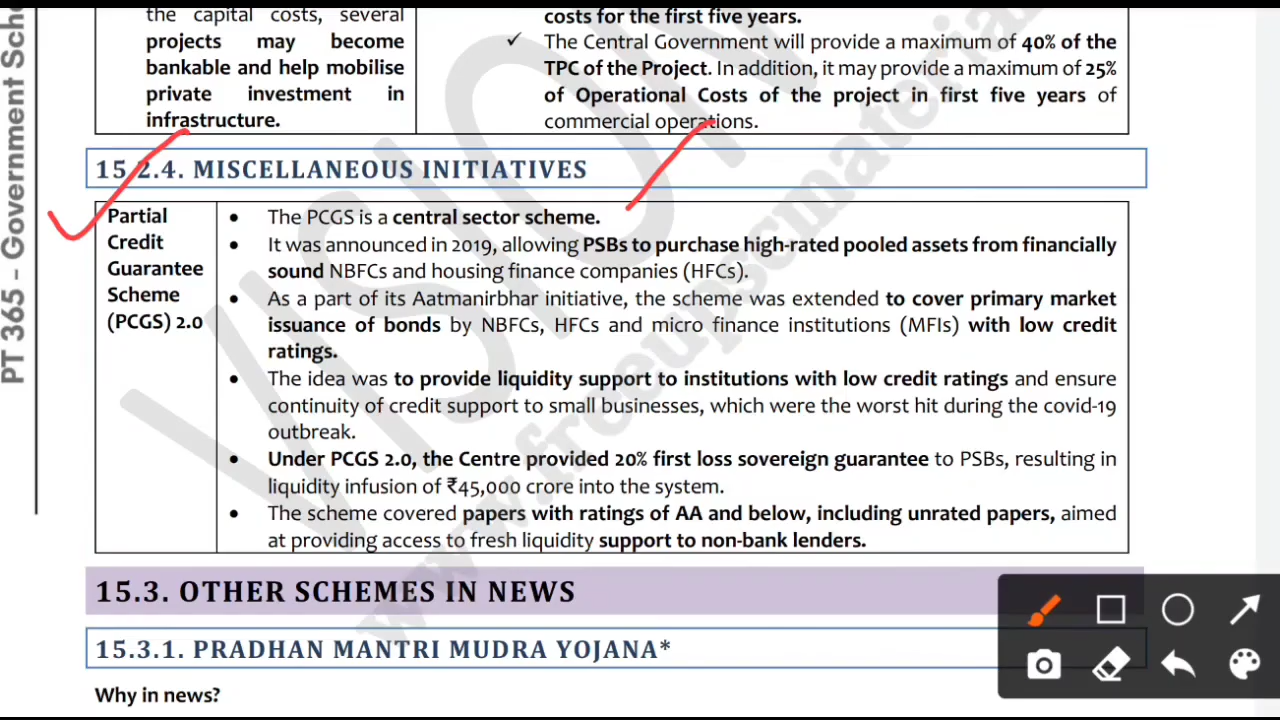 the capital costs, several
projects may become
bankable and help mobilise
private investment in
infrastructure.
costs for the first five years.
✓ The Central Government will provide a maximum of 40% of the
TPC of the Project. In addition, it may provide a maximum of 25%
of Operational Costs of the project in first five years of
commercial operations.
15.2.4. MISCELLANEOUS INITIATIVES
Partial
Credit
Guarantee
Scheme
(PCGS) 2.0
• The PCGS is a central sector scheme.
• It was announced in 2019, allowing PSBs to purchase high-rated pooled assets from financially
sound NBFCs and housing finance companies (HFCs).
• As a part of its Aatmanirbhar initiative, the scheme was extended to cover primary market
issuance of bonds by NBFCs, HFCs and micro finance institutions (MFIs) with low credit
ratings.
• The idea was to provide liquidity support to institutions with low credit ratings and ensure
continuity of credit support to small businesses, which were the worst hit during the covid-19
outbreak.
• Under PCGS 2.0, the Centre provided 20% first loss sovereign guarantee to PSBs, resulting in
liquidity infusion of ₹45,000 crore into the system.
• The scheme covered papers with ratings of AA and below, including unrated papers, aimed
at providing access to fresh liquidity support to non-bank lenders.
15.3. OTHER SCHEMES IN NEWS
15.3.1. PRADHAN MANTRI MUDRA YOJANA*
Why in news?
PT 365 - Government Sche
VISION
www.freeupscmaterial